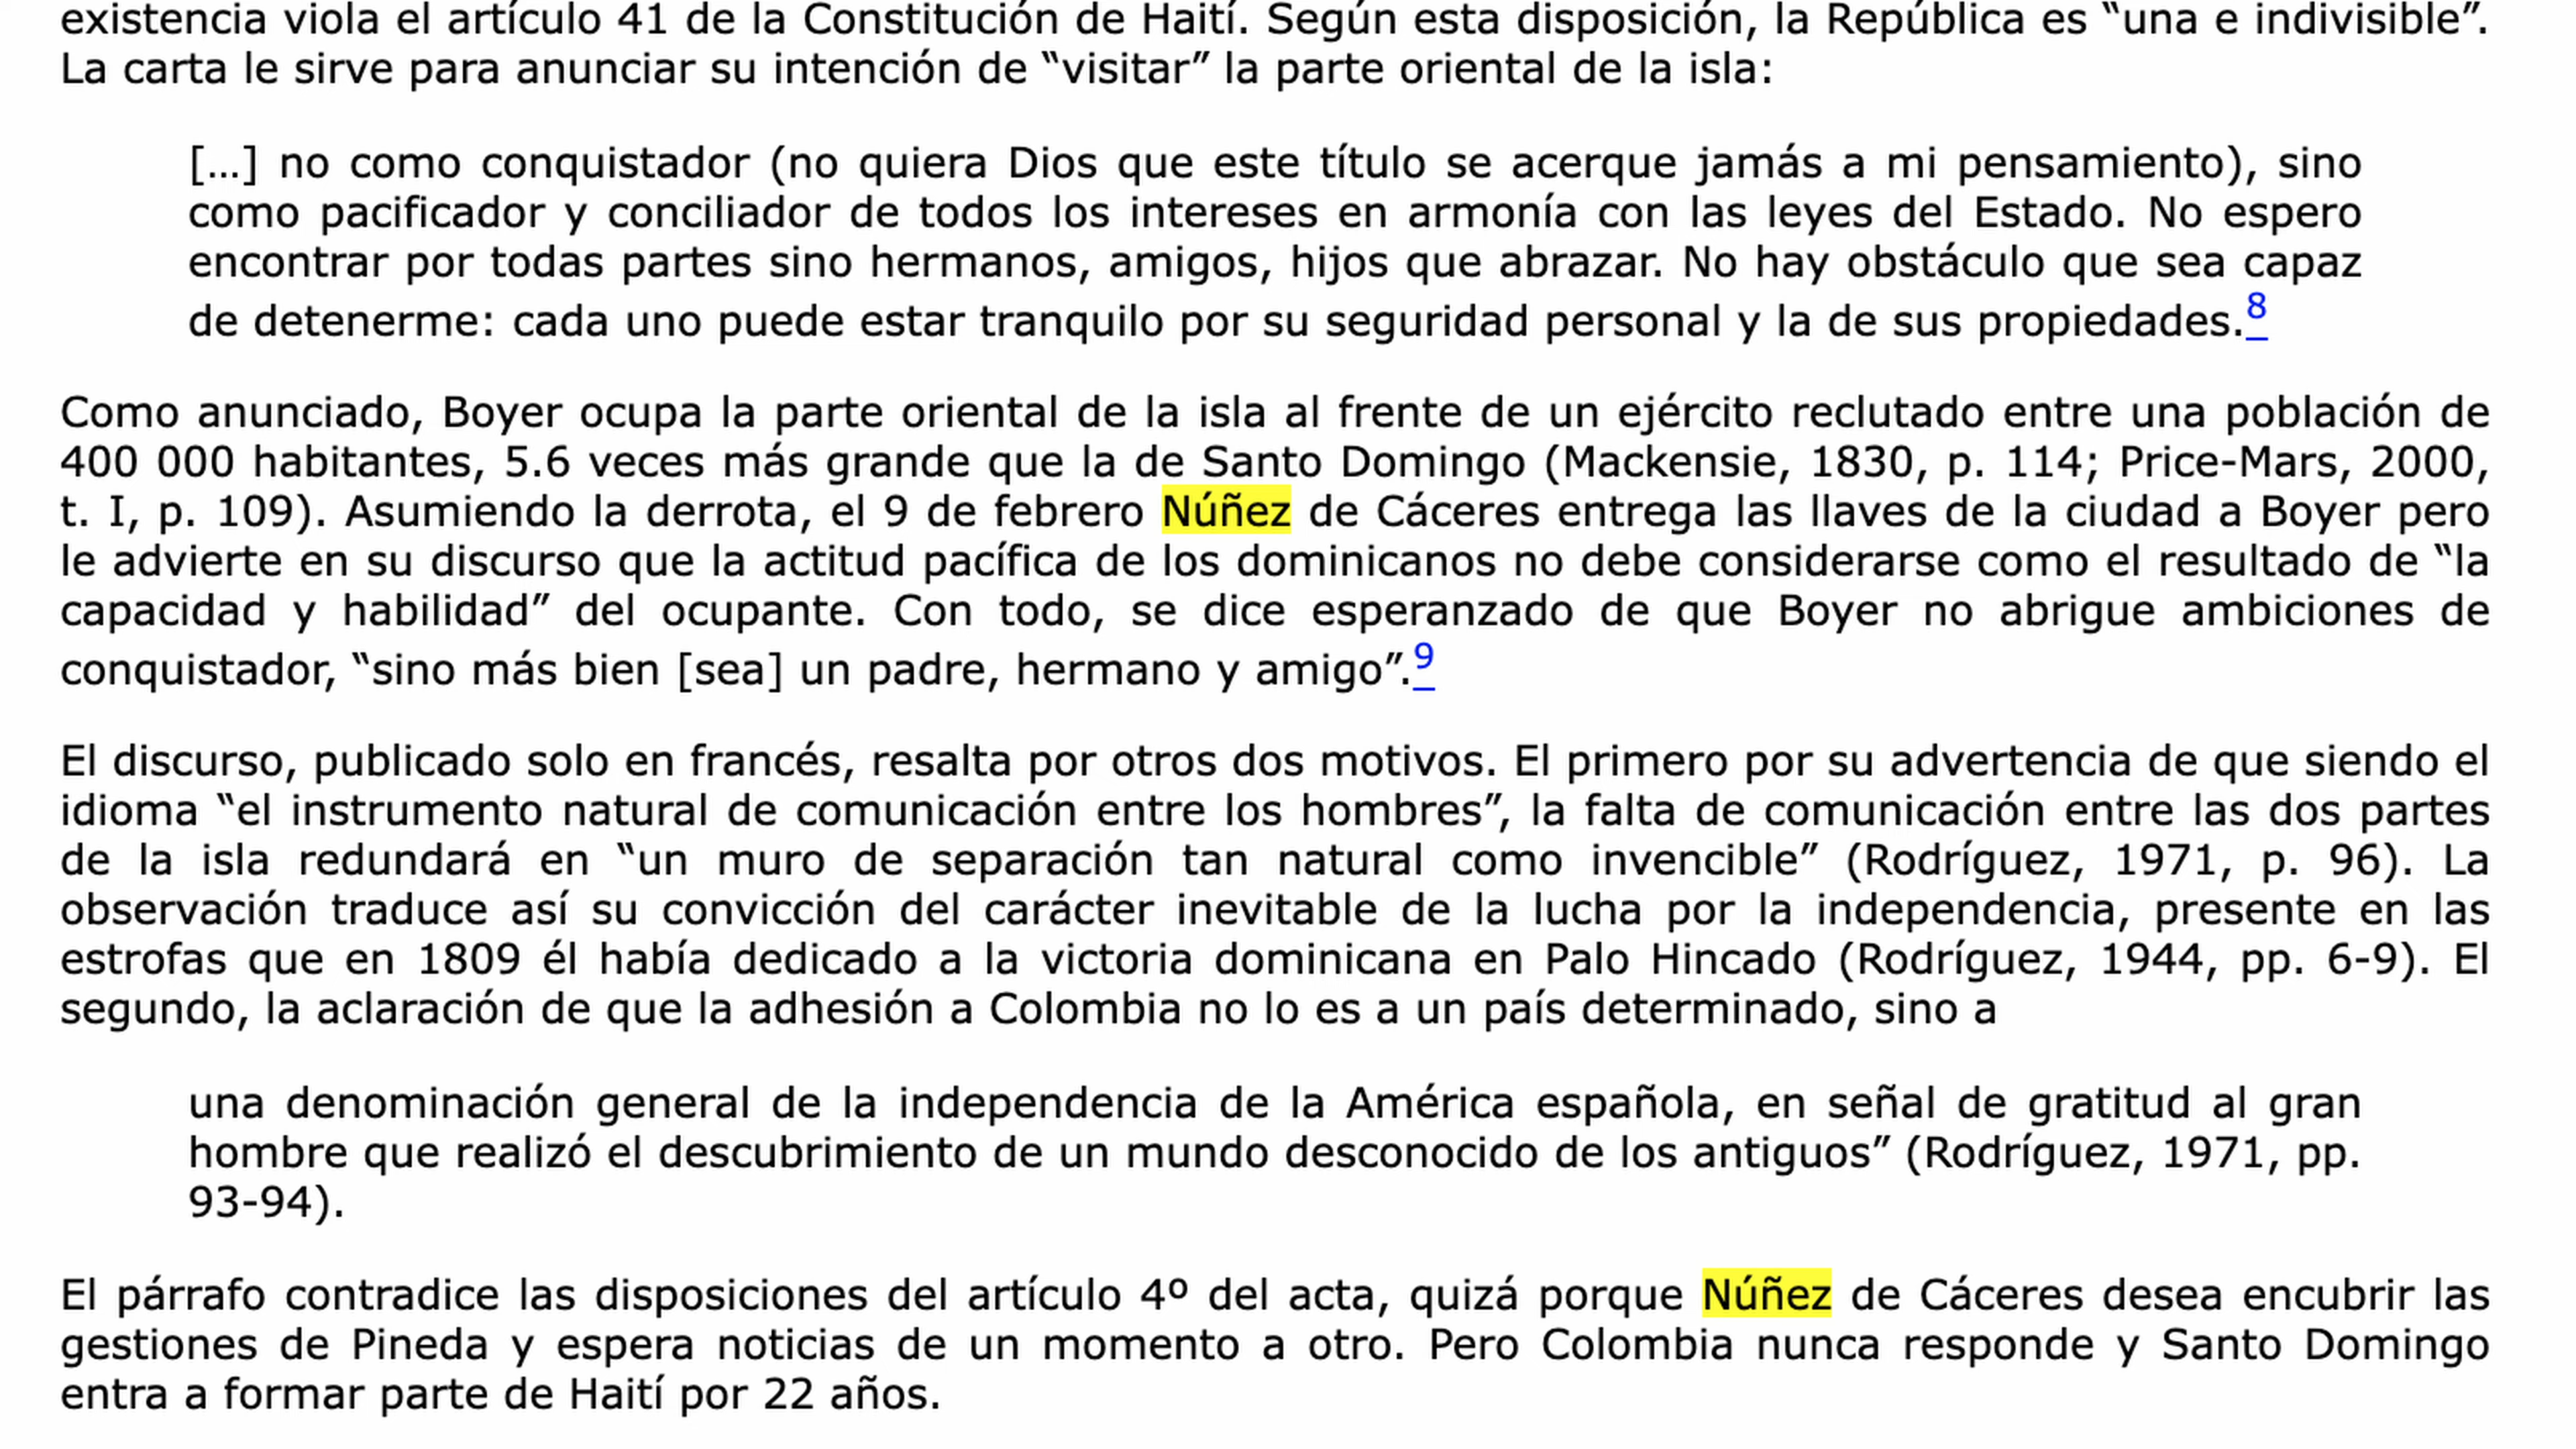 existencia viola el artículo 41 de la Constitución de Haití. Según esta disposición, la República es “una e indivisible”.
La carta le sirve para anunciar su intención de “visitar” la parte oriental de la isla:
[…] no como conquistador (no quiera Dios que este título se acerque jamás a mi pensamiento), sino
como pacificador y conciliador de todos los intereses en armonía con las leyes del Estado. No espero
encontrar por todas partes sino hermanos, amigos, hijos que abrazar. No hay obstáculo que sea capaz
de detenerme: cada uno puede estar tranquilo por su seguridad personal y la de sus propiedades.8
Como anunciado, Boyer ocupa la parte oriental de la isla al frente de un ejército reclutado entre una población de
400 000 habitantes, 5.6 veces más grande que la de Santo Domingo (Mackensie, 1830, p. 114; Price-Mars, 2000,
t. I, p. 109). Asumiendo la derrota, el 9 de febrero Núñez de Cáceres entrega las llaves de la ciudad a Boyer pero
le advierte en su discurso que la actitud pacífica de los dominicanos no debe considerarse como el resultado de “la
capacidad y habilidad” del ocupante. Con todo, se dice esperanzado de que Boyer no abrigue ambiciones de
conquistador, “sino más bien [sea] un padre, hermano y amigo”.9
El discurso, publicado solo en francés, resalta por otros dos motivos. El primero por su advertencia de que siendo el
idioma “el instrumento natural de comunicación entre los hombres”, la falta de comunicación entre las dos partes
de la isla redundará en “un muro de separación tan natural como invencible” (Rodríguez, 1971, p. 96). La
observación traduce así su convicción del carácter inevitable de la lucha por la independencia, presente en las
estrofas que en 1809 él había dedicado a la victoria dominicana en Palo Hincado (Rodríguez, 1944, pp. 6-9). El
segundo, la aclaración de que la adhesión a Colombia no lo es a un país determinado, sino a
una denominación general de la independencia de la América española, en señal de gratitud al gran
hombre que realizó el descubrimiento de un mundo desconocido de los antiguos” (Rodríguez, 1971, pp.
93-94).
El párrafo contradice las disposiciones del artículo 4º del acta, quizá porque Núñez de Cáceres desea encubrir las
gestiones de Pineda y espera noticias de un momento a otro. Pero Colombia nunca responde y Santo Domingo
entra a formar parte de Haití por 22 años.